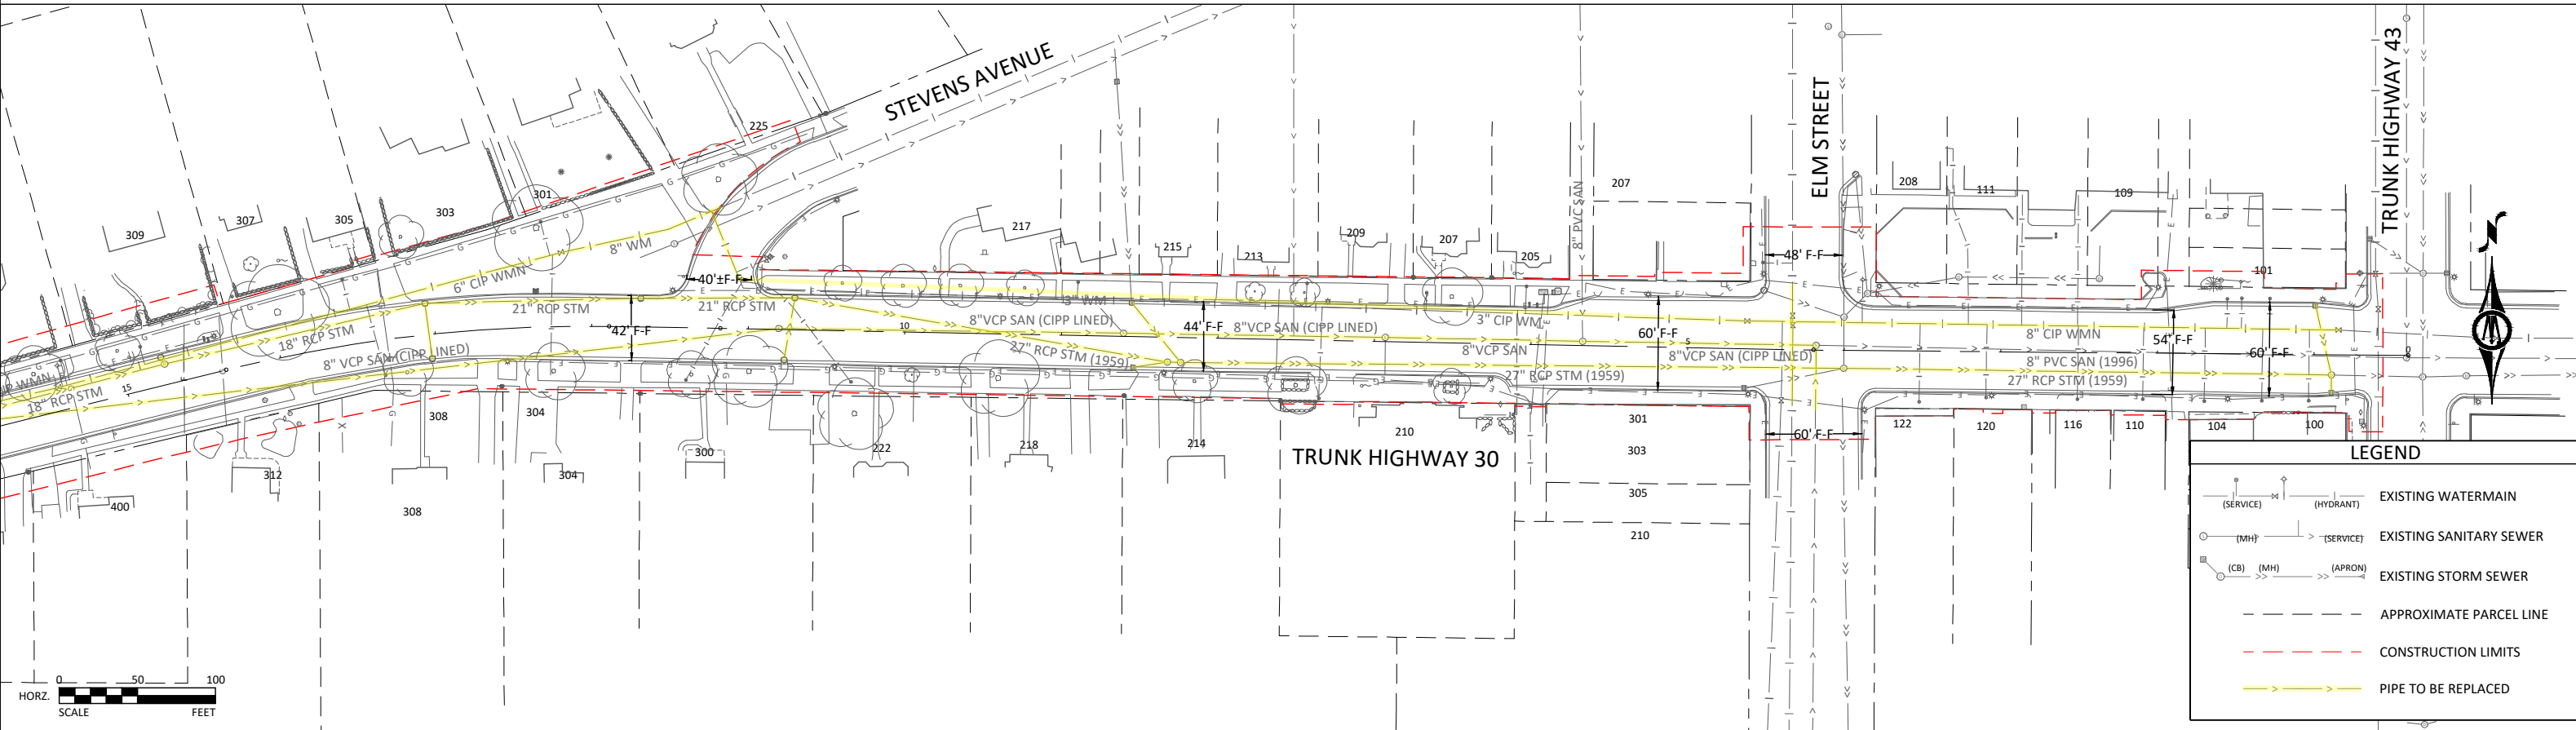 STEVENS AVENUE
ELM STREET
TRUNK HIGHWAY 43
225
301
303
305
307
309
8" WM
6" CIP WMN
217
215
213
209
207
205
207
8" PVC SAN
208
111
109
101
40'±F-F
48' F-F
21" RCP STM
21" RCP STM
42' F-F
18" RCP STM
18" RCP STM
8" VCP SAN (CIPP LINED)
15
10
3" WM
8"VCP SAN (CIPP LINED)
44' F-F
8"VCP SAN (CIPP LINED)
27" RCP STM (1959)
3" CIP WM
8"VCP SAN
60' F-F
5
8"VCP SAN (CIPP LINED)
27" RCP STM (1959)
8" CIP WMN
54' F-F
60' F-F
8" PVC SAN (1996)
27" RCP STM (1959)
0
60' F-F
308
304
300
222
218
214
210
301
303
305
210
122
120
116
110
104
100
400
312
308
304
TRUNK HIGHWAY 30
N
LEGEND
(SERVICE) (HYDRANT) EXISTING WATERMAIN
(MH) (SERVICE) EXISTING SANITARY SEWER
(CB) (MH) (APRON) EXISTING STORM SEWER
APPROXIMATE PARCEL LINE
CONSTRUCTION LIMITS
PIPE TO BE REPLACED
0 50 100
HORZ.
SCALE FEET